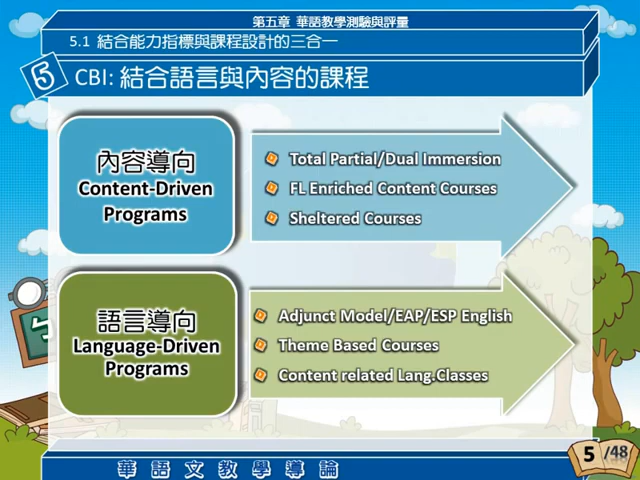 第五章 華語教學測驗與評量
5.1 結合能力指標與課程設計的三合一
5 CBI: 結合語言與內容的課程
內容導向
Content-Driven
Programs
Total Partial/Dual Immersion
FL Enriched Content Courses
Sheltered Courses
語言導向
Language-Driven
Programs
Adjunct Model/EAP/ESP English
Theme Based Courses
Content related Lang.Classes
華語文教學導論
5 /48